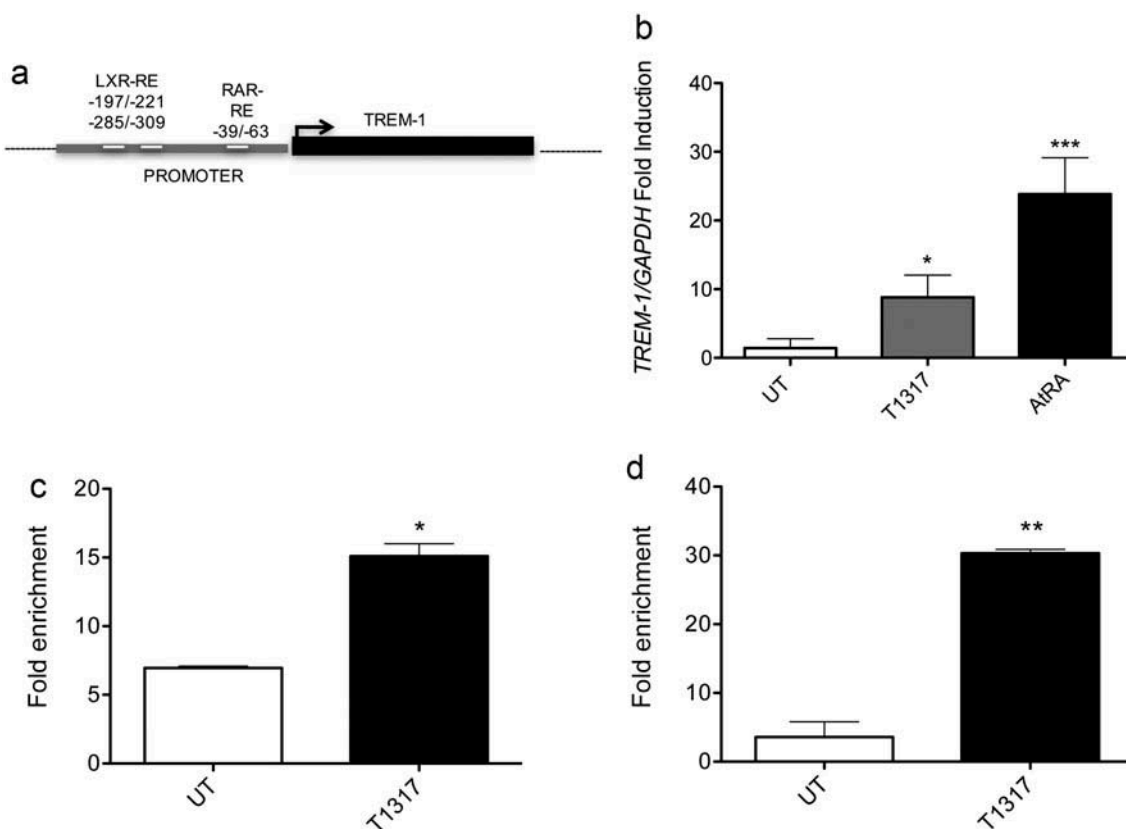 a
LXR-RE
-197/-221
-285/-309
RAR-
RE
-39/-63
TREM-1
PROMOTER
b
TREM-1/GAPDH Fold Induction
40
30
20
10
0
*
***
UT
T1317
AtRA
c
Fold enrichment
20
15
10
5
0
*
UT
T1317
d
Fold enrichment
40
30
20
10
0
**
UT
T1317